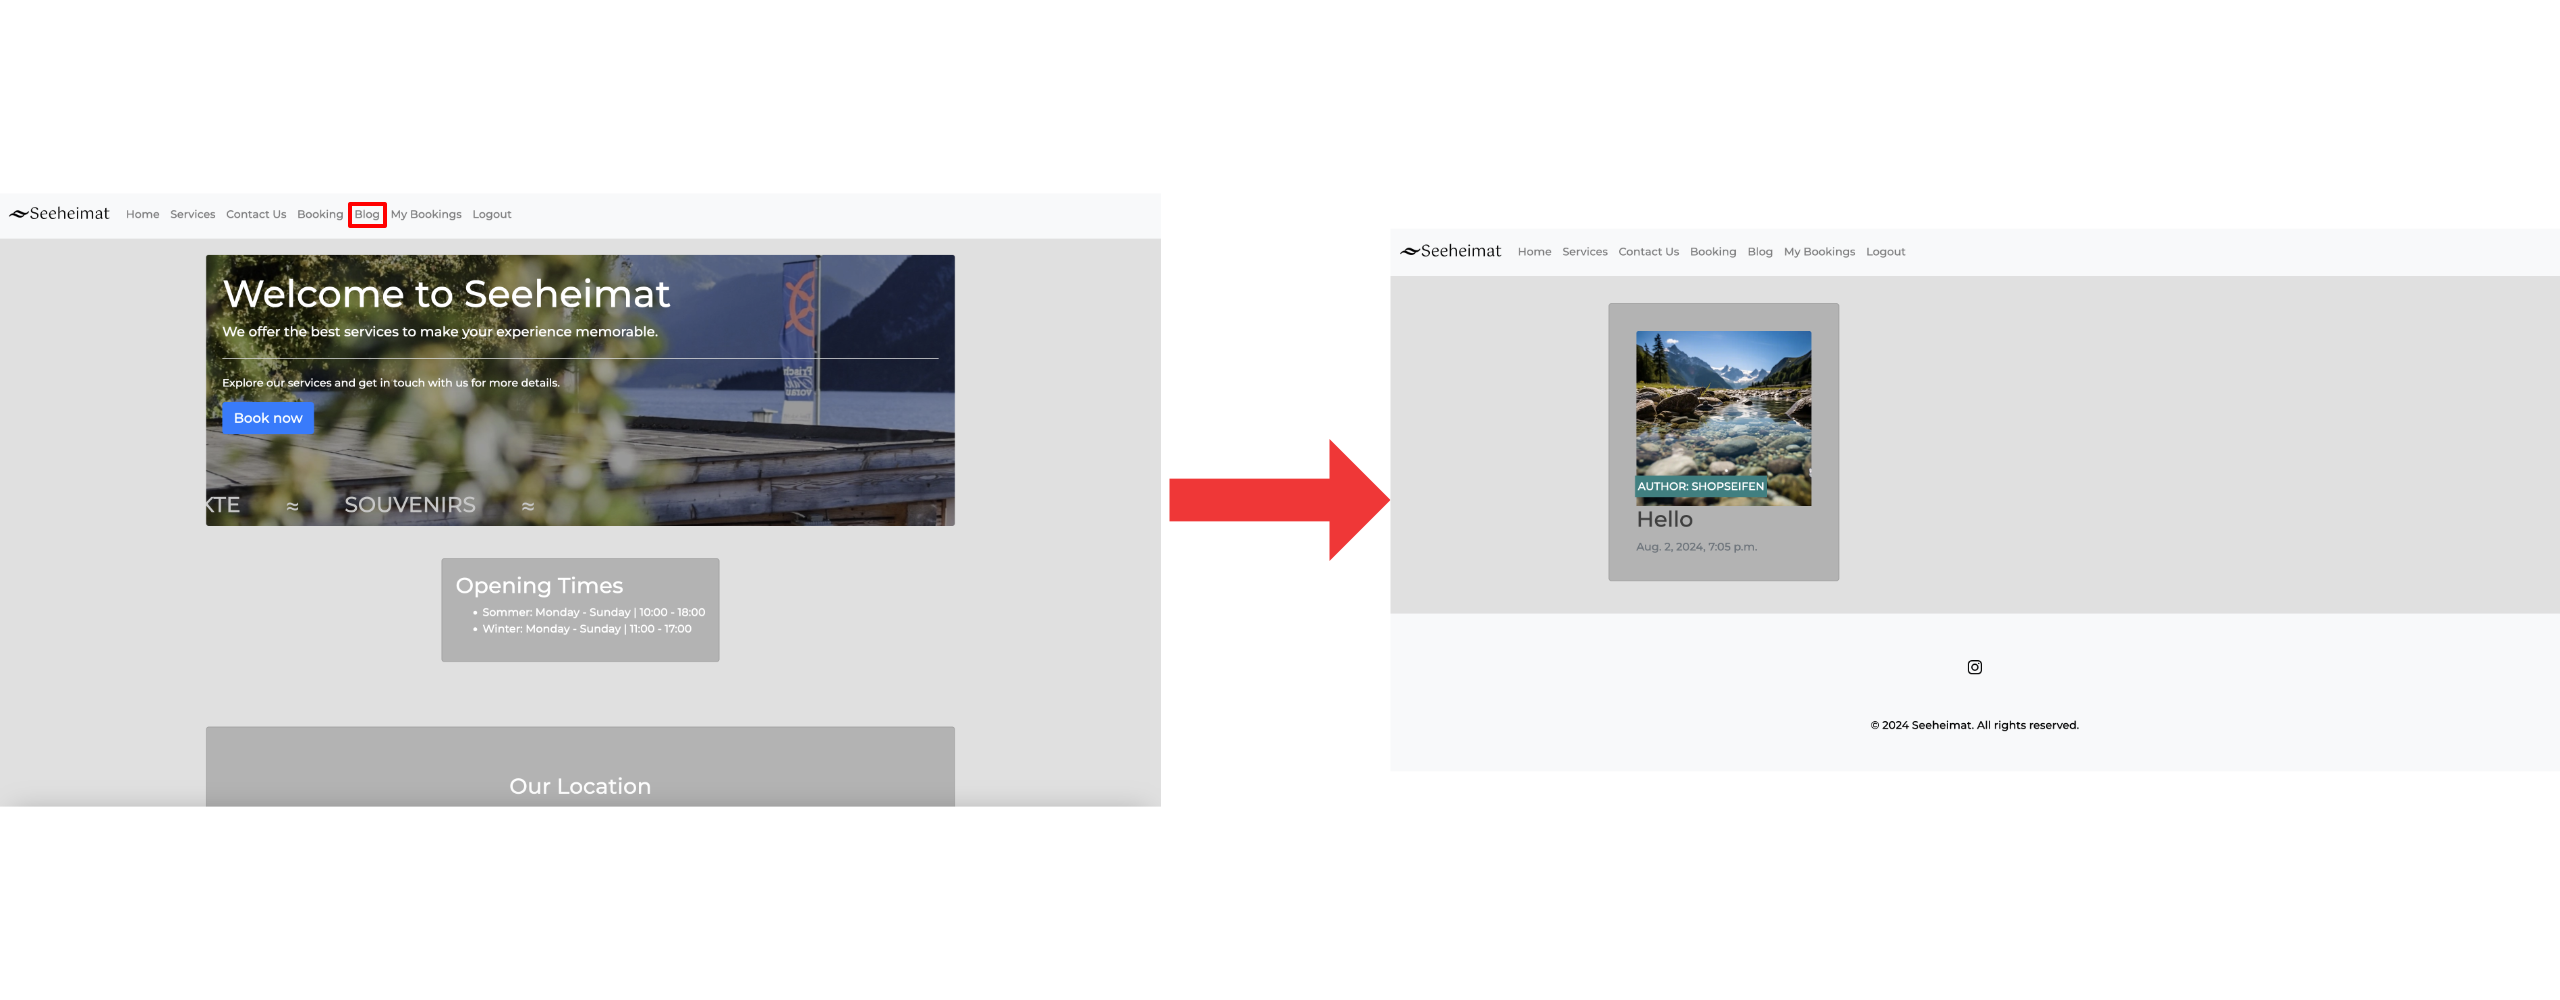 Seeheimat Home Services Contact Us Booking Blog My Bookings Logout
Welcome to Seeheimat
We offer the best services to make your experience memorable.
Explore our services and get in touch with us for more details.
Book now
KTE ≈ SOUVENIRS ≈
Opening Times
• Sommer: Monday - Sunday | 10:00 - 18:00
• Winter: Monday - Sunday | 11:00 - 17:00
Our Location
Seeheimat Home Services Contact Us Booking Blog My Bookings Logout
AUTHOR: SHOPSEIFEN
Hello
Aug. 2, 2024, 7:05 p.m.
© 2024 Seeheimat. All rights reserved.